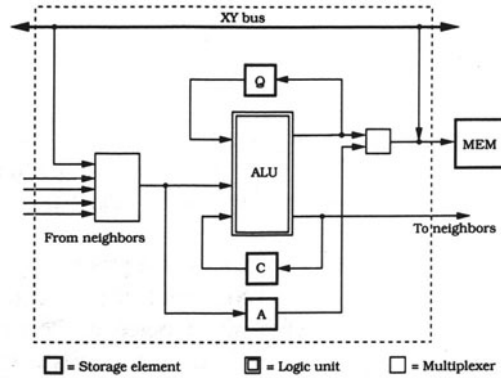 XY bus
Q
ALU
MEM
From neighbors
To neighbors
C
A
= Storage element
= Logic unit
= Multiplexer